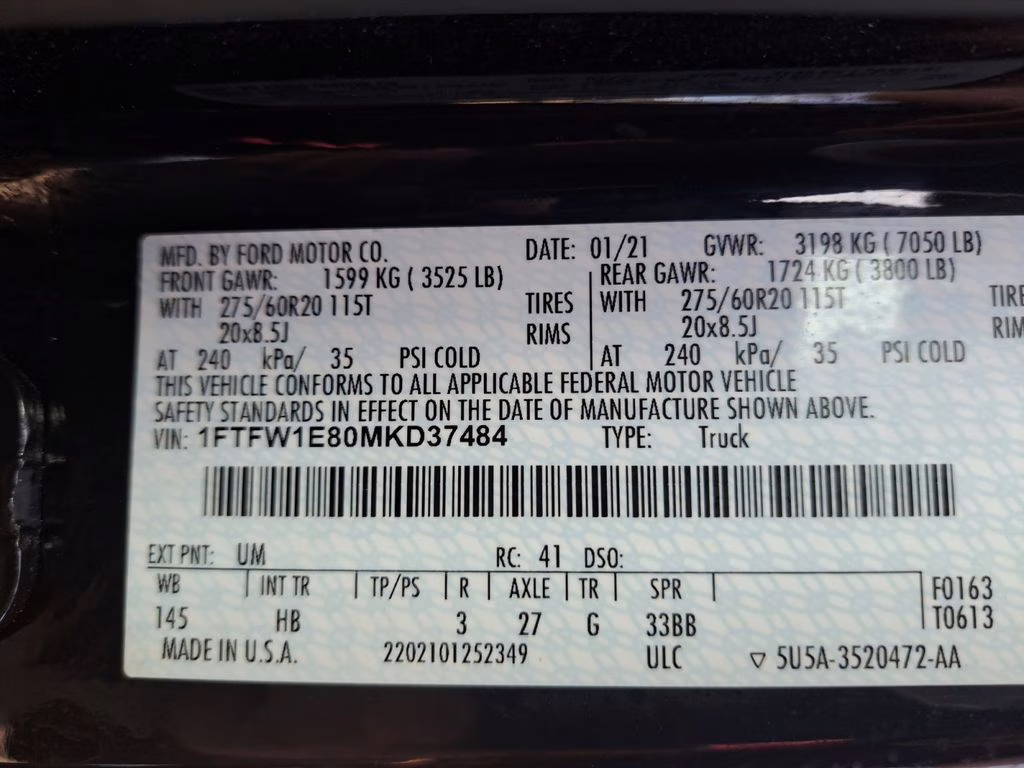 MFD. BY FORD MOTOR CO. DATE: 01/21 GVWR: 3198 KG ( 7050 LB)
FRONT GAWR: 1599 KG ( 3525 LB) REAR GAWR: 1724 KG ( 3800 LB)
WITH 275/60R20 115T TIRES WITH 275/60R20 115T TIRE
20x8.5J RIMS 20x8.5J RIM
AT 240 kPa/ 35 PSI COLD AT 240 kPa/ 35 PSI COLD
THIS VEHICLE CONFORMS TO ALL APPLICABLE FEDERAL MOTOR VEHICLE
SAFETY STANDARDS IN EFFECT ON THE DATE OF MANUFACTURE SHOWN ABOVE.
VIN: 1FTFW1E80MKD37484 TYPE: Truck
EXT PNT: UM RC: 41 DSO:
WB INT TR TP/PS R AXLE TR SPR F0163
145 HB 3 27 G 33BB T0613
MADE IN U.S.A. 2202101252349 ULC ▽ 5U5A-3520472-AA